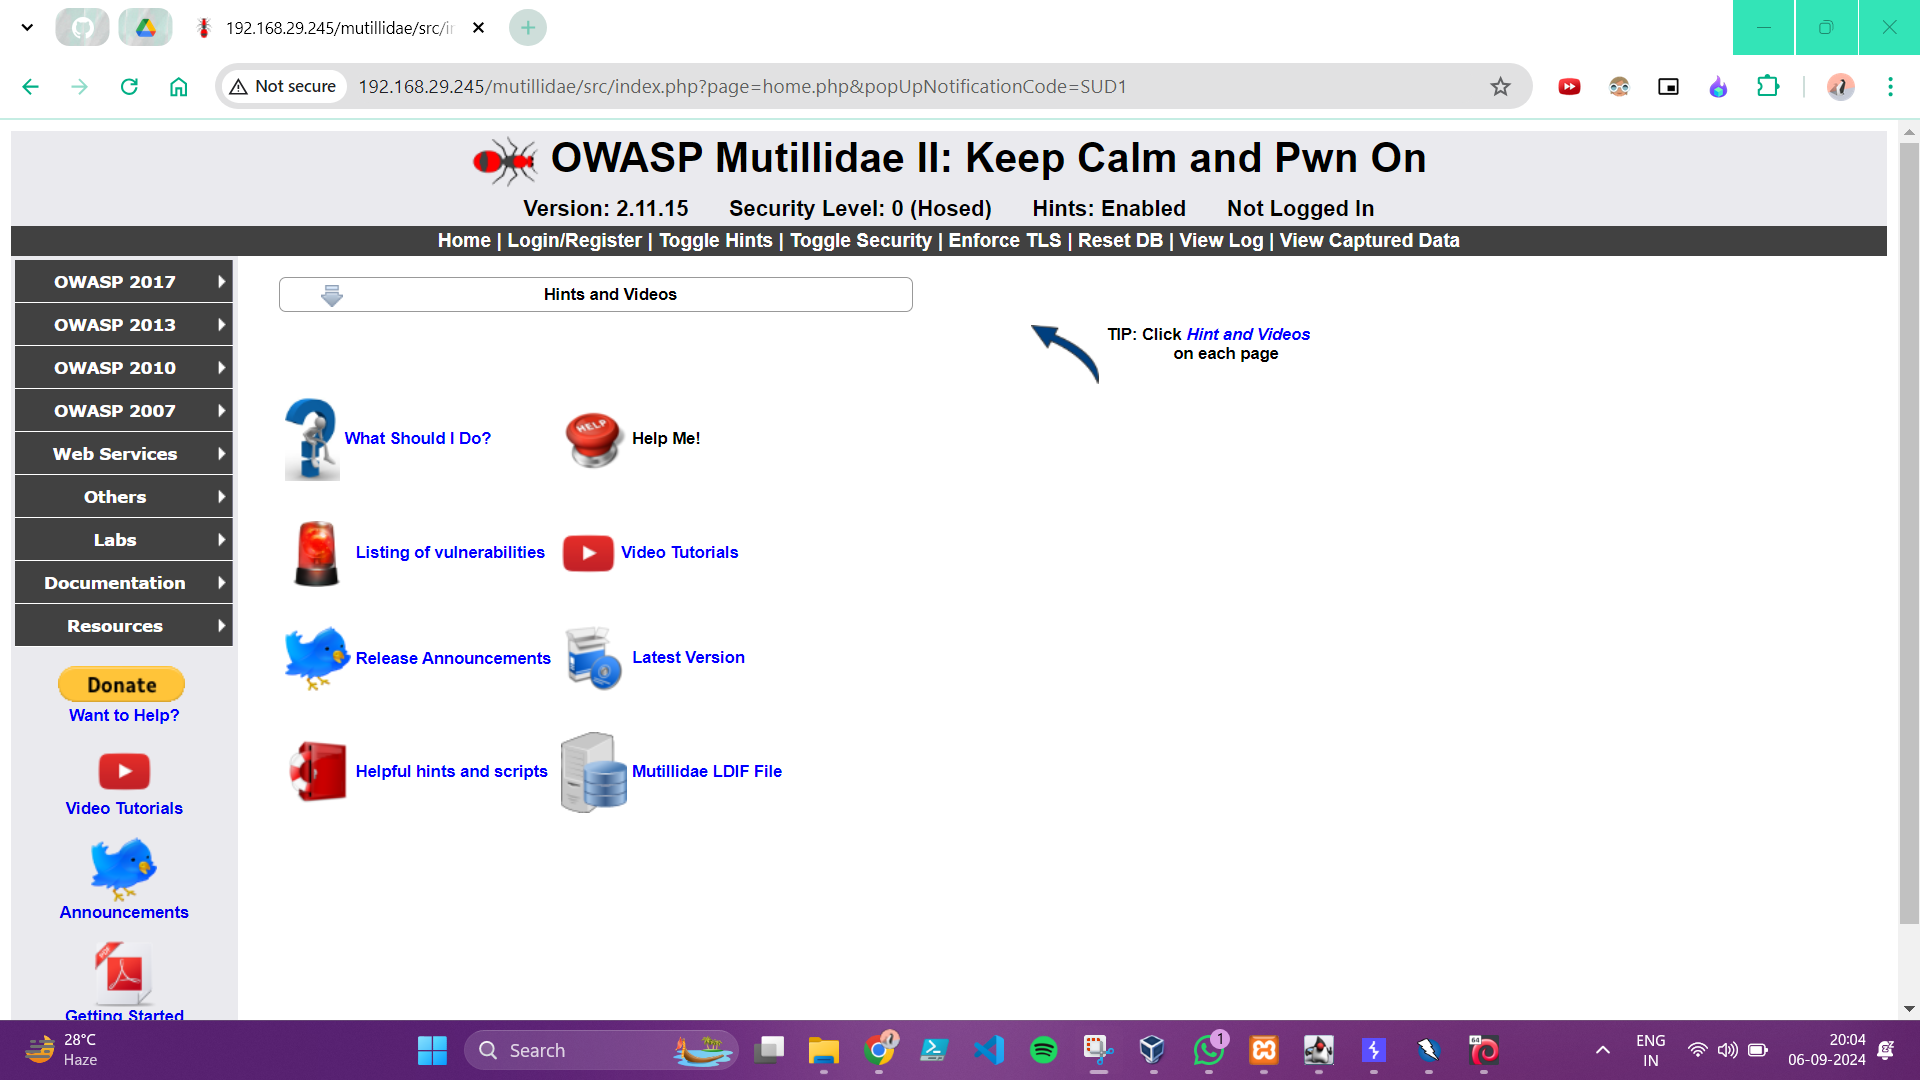 192.168.29.245/mutillidae/src/i
Not secure
192.168.29.245/mutillidae/src/index.php?page=home.php&popUpNotificationCode=SUD1
OWASP Mutillidae II: Keep Calm and Pwn On
Version: 2.11.15 Security Level: 0 (Hosed) Hints: Enabled Not Logged In
Home | Login/Register | Toggle Hints | Toggle Security | Enforce TLS | Reset DB | View Log | View Captured Data
OWASP 2017
OWASP 2013
OWASP 2010
OWASP 2007
Web Services
Others
Labs
Documentation
Resources
Donate
Want to Help?
Video Tutorials
Announcements
PDF
Getting Started
Hints and Videos
TIP: Click Hint and Videos
on each page
What Should I Do?
HELP
Help Me!
Listing of vulnerabilities
Video Tutorials
Release Announcements
Latest Version
Helpful hints and scripts
Mutillidae LDIF File
28°C
Haze
Search
1
64
ENG
IN
20:04
06-09-2024